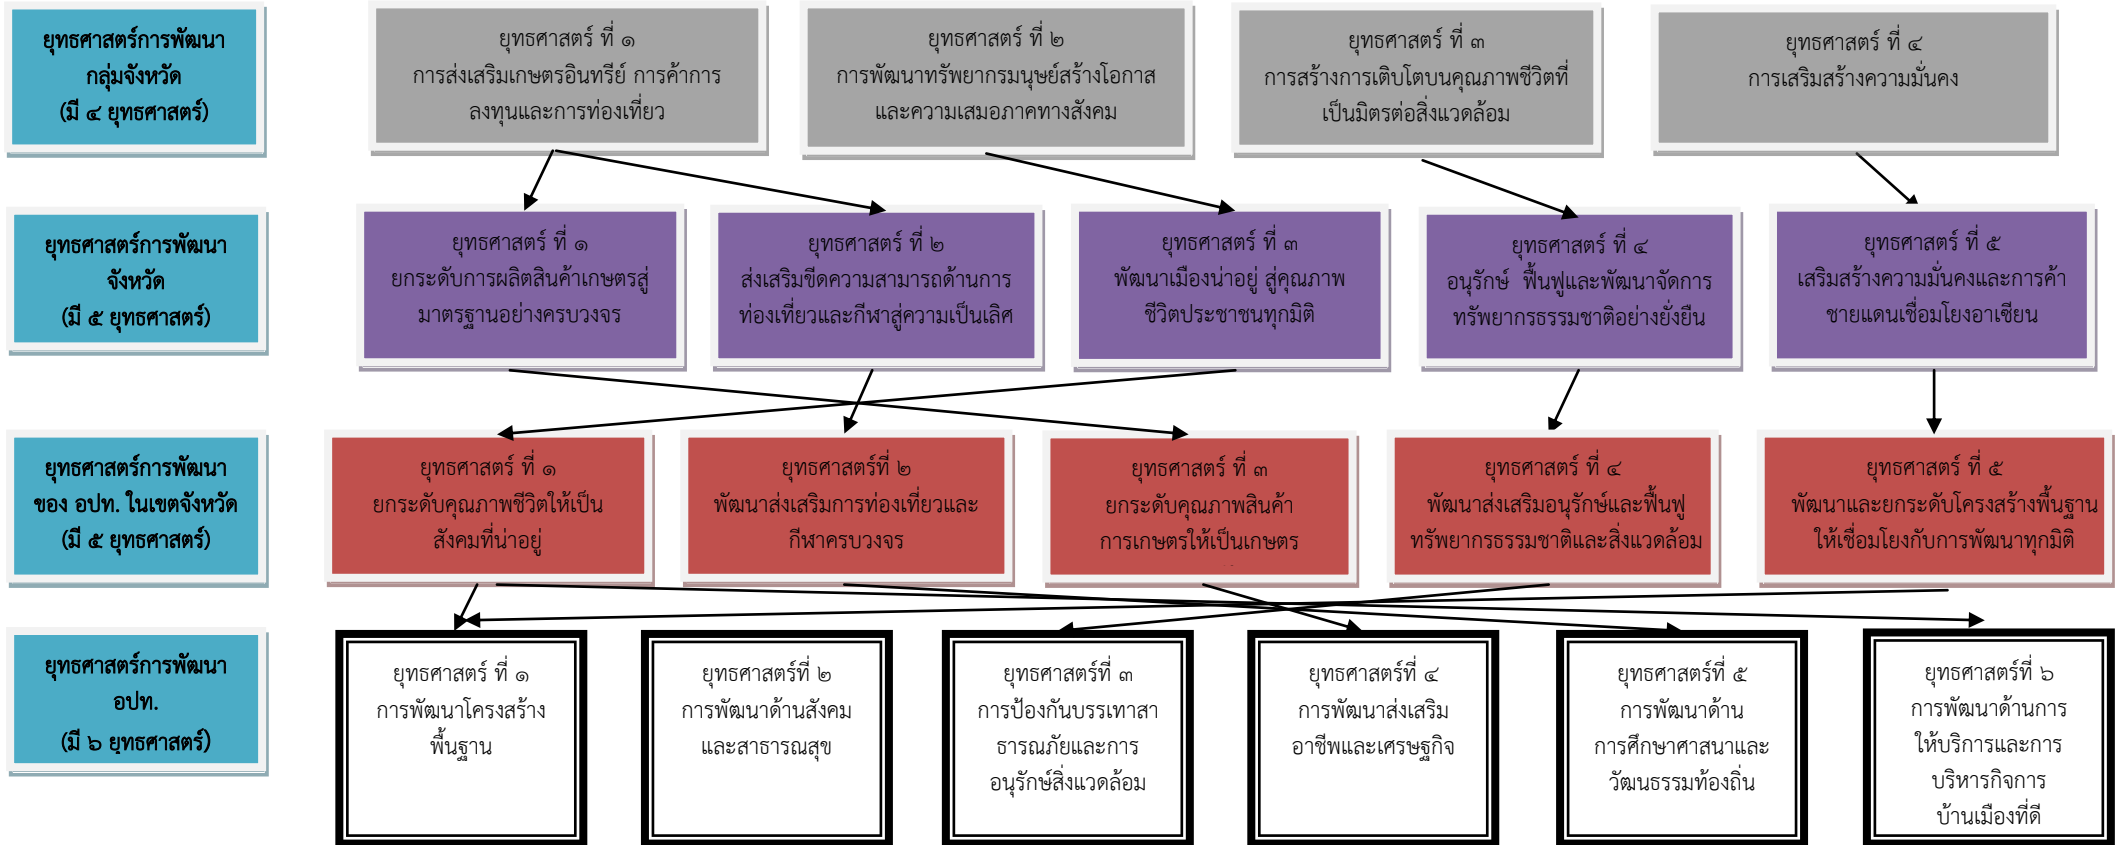 ยุทธศาสตร์การพัฒนา
กลุ่มจังหวัด
(มี ๔ ยุทธศาสตร์)
ยุทธศาสตร์ ที่ ๑
การส่งเสริมเกษตรอินทรีย์ การค้าการ
ลงทุนและการท่องเที่ยว
ยุทธศาสตร์ ที่ ๒
การพัฒนาทรัพยากรมนุษย์สร้างโอกาส
และความเสมอภาคทางสังคม
ยุทธศาสตร์ ที่ ๓
การสร้างการเติบโตบนคุณภาพชีวิตที่
เป็นมิตรต่อสิ่งแวดล้อม
ยุทธศาสตร์ ที่ ๔
การเสริมสร้างความมั่นคง
ยุทธศาสตร์การพัฒนา
จังหวัด
(มี ๕ ยุทธศาสตร์)
ยุทธศาสตร์ ที่ ๑
ยกระดับการผลิตสินค้าเกษตรสู่
มาตรฐานอย่างครบวงจร
ยุทธศาสตร์ ที่ ๒
ส่งเสริมขีดความสามารถด้านการ
ท่องเที่ยวและกีฬาสู่ความเป็นเลิศ
ยุทธศาสตร์ ที่ ๓
พัฒนาเมืองน่าอยู่ สู่คุณภาพ
ชีวิตประชาชนทุกมิติ
ยุทธศาสตร์ ที่ ๔
อนุรักษ์ ฟื้นฟูและพัฒนาจัดการ
ทรัพยากรธรรมชาติอย่างยั่งยืน
ยุทธศาสตร์ ที่ ๕
เสริมสร้างความมั่นคงและการค้า
ชายแดนเชื่อมโยงอาเซียน
ยุทธศาสตร์การพัฒนา
ของ อปท. ในเขตจังหวัด
(มี ๕ ยุทธศาสตร์)
ยุทธศาสตร์ ที่ ๑
ยกระดับคุณภาพชีวิตให้เป็น
สังคมที่น่าอยู่
ยุทธศาสตร์ที่ ๒
พัฒนาส่งเสริมการท่องเที่ยวและ
กีฬาครบวงจร
ยุทธศาสตร์ ที่ ๓
ยกระดับคุณภาพสินค้า
การเกษตรให้เป็นเกษตร
ยุทธศาสตร์ ที่ ๔
พัฒนาส่งเสริมอนุรักษ์และฟื้นฟู
ทรัพยากรธรรมชาติและสิ่งแวดล้อม
ยุทธศาสตร์ ที่ ๕
พัฒนาและยกระดับโครงสร้างพื้นฐาน
ให้เชื่อมโยงกับการพัฒนาทุกมิติ
ยุทธศาสตร์การพัฒนา
อปท.
(มี ๖ ยุทธศาสตร์)
ยุทธศาสตร์ ที่ ๑
การพัฒนาโครงสร้าง
พื้นฐาน
ยุทธศาสตร์ที่ ๒
การพัฒนาด้านสังคม
และสาธารณสุข
ยุทธศาสตร์ที่ ๓
การป้องกันบรรเทาสา
ธารณภัยและการ
อนุรักษ์สิ่งแวดล้อม
ยุทธศาสตร์ที่ ๔
การพัฒนาส่งเสริม
อาชีพและเศรษฐกิจ
ยุทธศาสตร์ที่ ๕
การพัฒนาด้าน
การศึกษาศาสนาและ
วัฒนธรรมท้องถิ่น
ยุทธศาสตร์ที่ ๖
การพัฒนาด้านการ
ให้บริการและการ
บริหารกิจการ
บ้านเมืองที่ดี